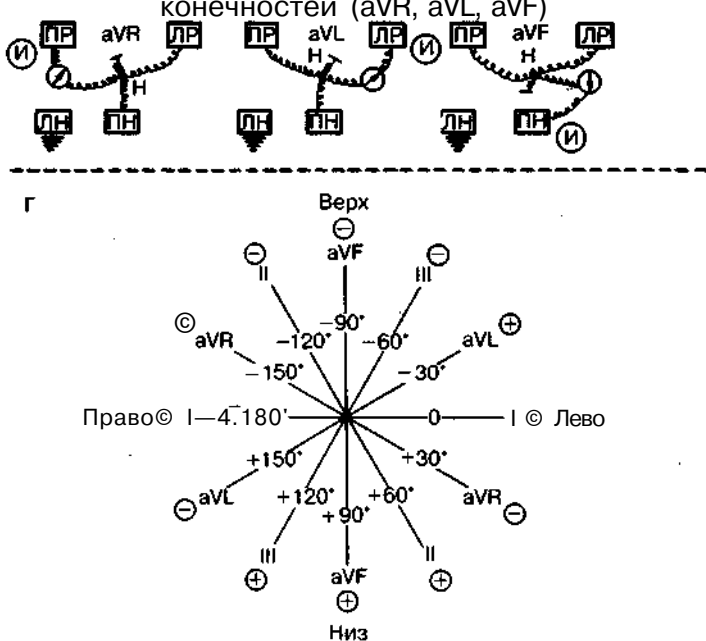 конечностей (aVR, aVL, aVF)
ПР aVR ЛР ПР aVL ЛР ПР aVF ЛР
И Н Н И Н
ЛН ПН ЛН ПН ЛН ПН И
г
Верх
⊖
aVF
⊖ II III ⊖
−90°
© aVR −120° −60° aVL ⊕
−150° −30°
Право© I—4.180' 0 I © Лево
+150° +30°
⊖ aVL +120° +60° aVR ⊖
+90°
III II
⊕ aVF ⊕
⊕
Низ